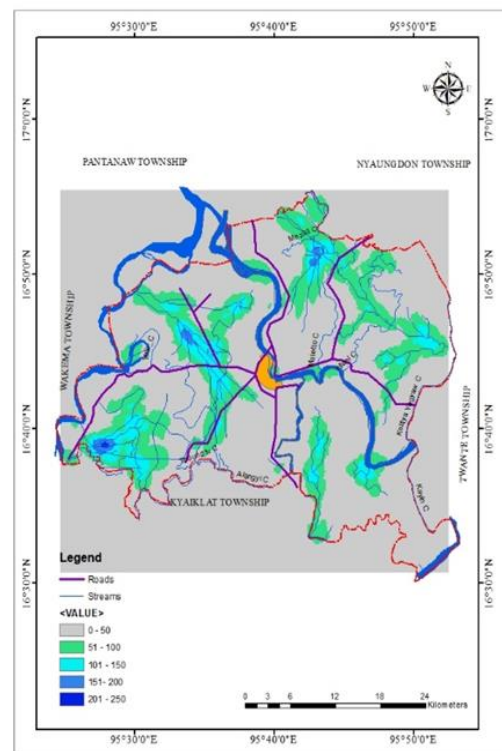 95°30'0"E 95°40'0"E 95°50'0"E
N
W E
S
17°0'0"N 17°0'0"N
PANTANAW TOWNSHIP NYAUNGDON TOWNSHIP
16°50'0"N 16°50'0"N
WAKEMA TOWNSHIP
TWANTE TOWNSHIP
16°40'0"N 16°40'0"N
Alangyi C
KYAIKLAT TOWNSHIP
16°30'0"N 16°30'0"N
Legend
Roads
Streams
<VALUE>
0 - 50
51 - 100
101 - 150
151- 200
201 - 250
0 3 6 12 18 24
Kilometers
95°30'0"E 95°40'0"E 95°50'0"E